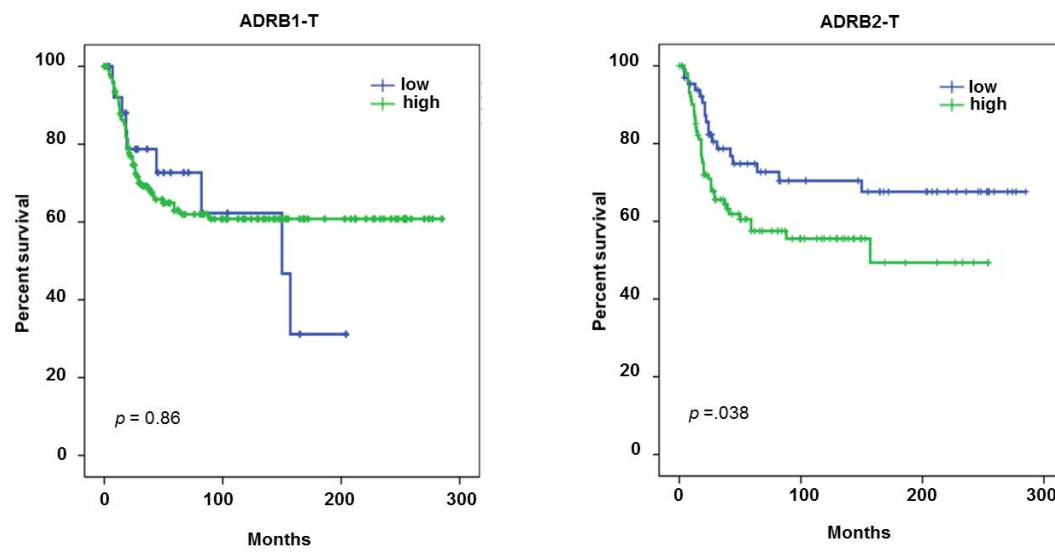 ADRB1-T
100
80
60
40
20
0
Percent survival
low
high
p = 0.86
0 100 200 300
Months
ADRB2-T
100
80
60
40
20
0
Percent survival
low
high
p =.038
0 100 200 300
Months